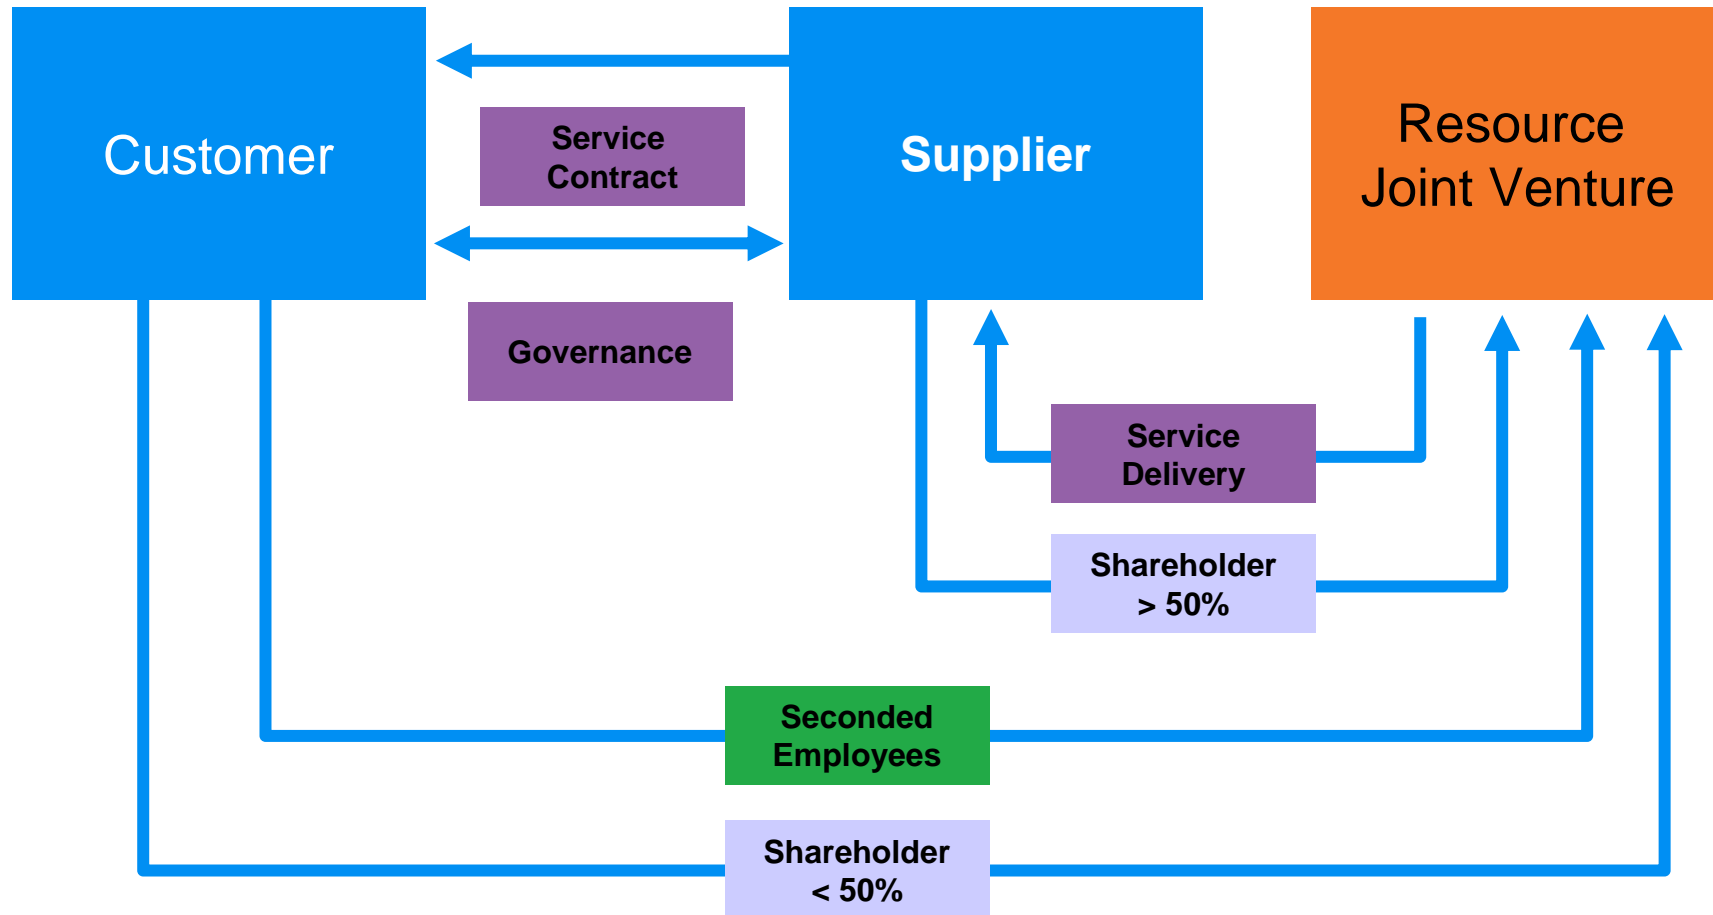 Customer
Service
Contract
Supplier
Resource
Joint Venture
Governance
Service
Delivery
Shareholder
> 50%
Seconded
Employees
Shareholder
< 50%